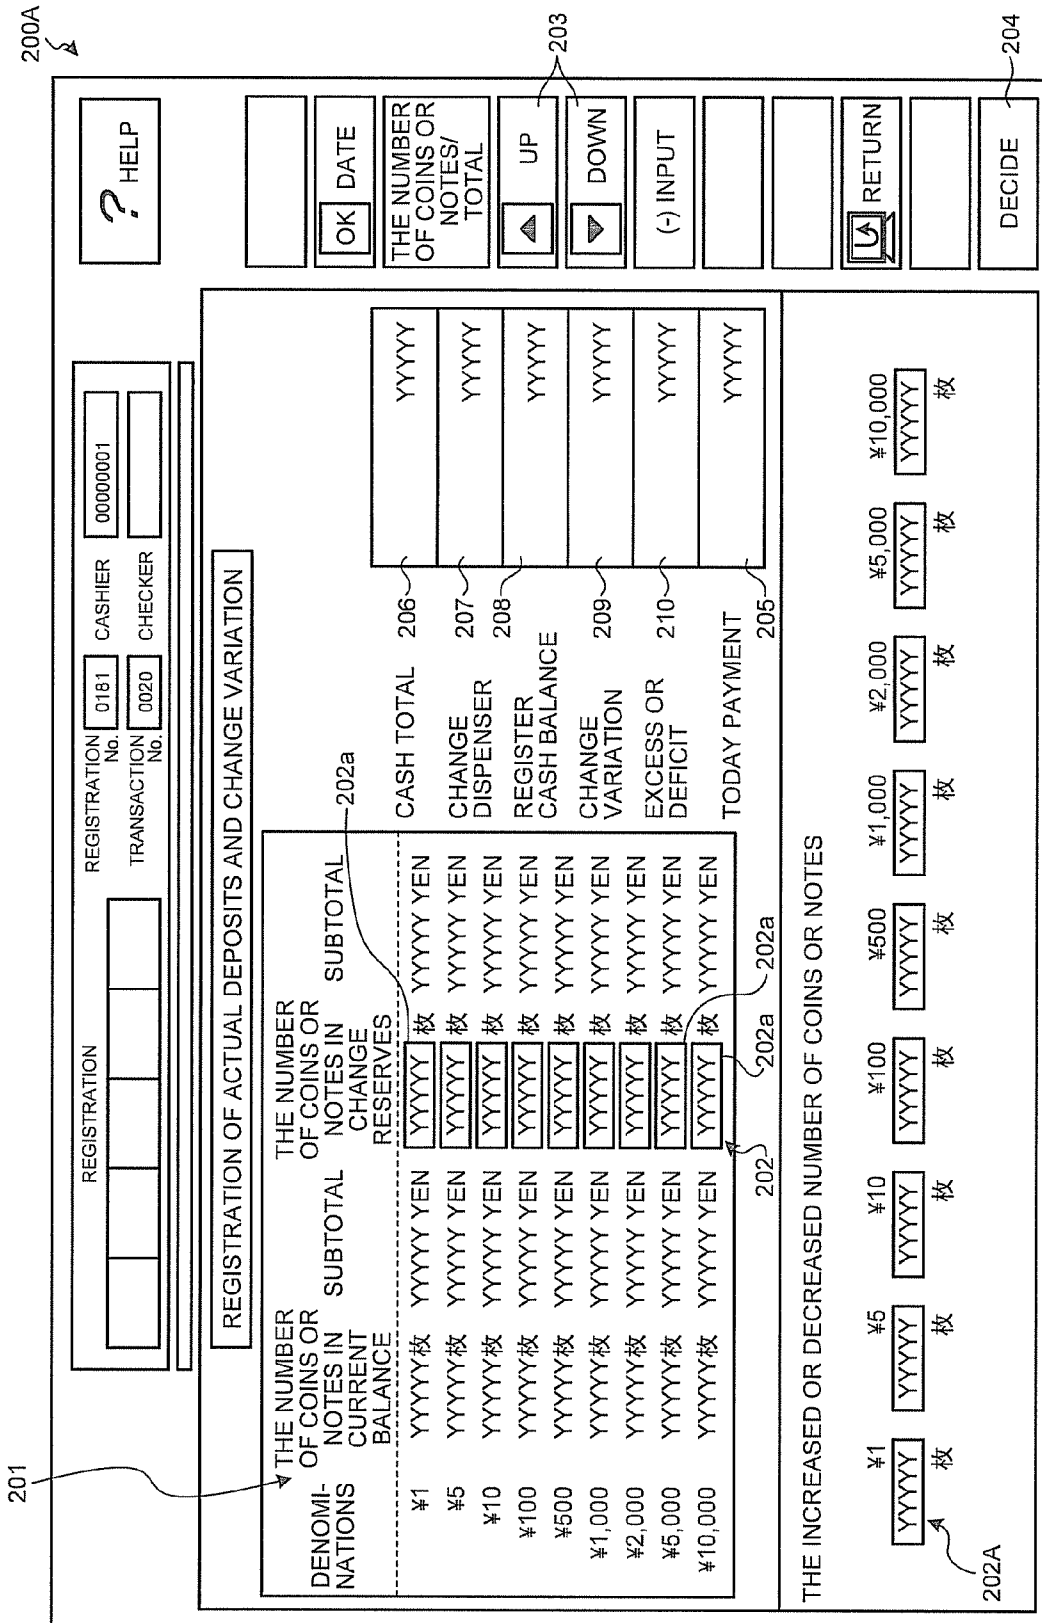 200A
REGISTRATION
REGISTRATION No. 0181 CASHIER 00000001
TRANSACTION No. 0020 CHECKER
? HELP
REGISTRATION OF ACTUAL DEPOSITS AND CHANGE VARIATION
201
DENOMI-
NATIONS
THE NUMBER
OF COINS OR
NOTES IN
CURRENT
BALANCE
SUBTOTAL
THE NUMBER
OF COINS OR
NOTES IN
CHANGE
RESERVES
SUBTOTAL
202a
¥1 YYYYY枚 YYYYY YEN YYYYY 枚 YYYYY YEN
¥5 YYYYY枚 YYYYY YEN YYYYY 枚 YYYYY YEN
¥10 YYYYY枚 YYYYY YEN YYYYY 枚 YYYYY YEN
¥100 YYYYY枚 YYYYY YEN YYYYY 枚 YYYYY YEN
¥500 YYYYY枚 YYYYY YEN YYYYY 枚 YYYYY YEN
¥1,000 YYYYY枚 YYYYY YEN YYYYY 枚 YYYYY YEN
¥2,000 YYYYY枚 YYYYY YEN YYYYY 枚 YYYYY YEN
¥5,000 YYYYY枚 YYYYY YEN YYYYY 枚 YYYYY YEN
¥10,000 YYYYY枚 YYYYY YEN YYYYY 枚 YYYYY YEN
202
202a
202a
CASH TOTAL 206 YYYYY
CHANGE
DISPENSER 207 YYYYY
REGISTER
CASH BALANCE 208 YYYYY
CHANGE
VARIATION 209 YYYYY
EXCESS OR
DEFICIT 210 YYYYY
TODAY PAYMENT 205 YYYYY
OK DATE
THE NUMBER
OF COINS OR
NOTES/
TOTAL
UP
DOWN
203
(-) INPUT
RETURN
DECIDE
204
THE INCREASED OR DECREASED NUMBER OF COINS OR NOTES
¥1 ¥5 ¥10 ¥100 ¥500 ¥1,000 ¥2,000 ¥5,000 ¥10,000
YYYYY YYYYY YYYYY YYYYY YYYYY YYYYY YYYYY YYYYY YYYYY
枚 枚 枚 枚 枚 枚 枚 枚 枚
202A